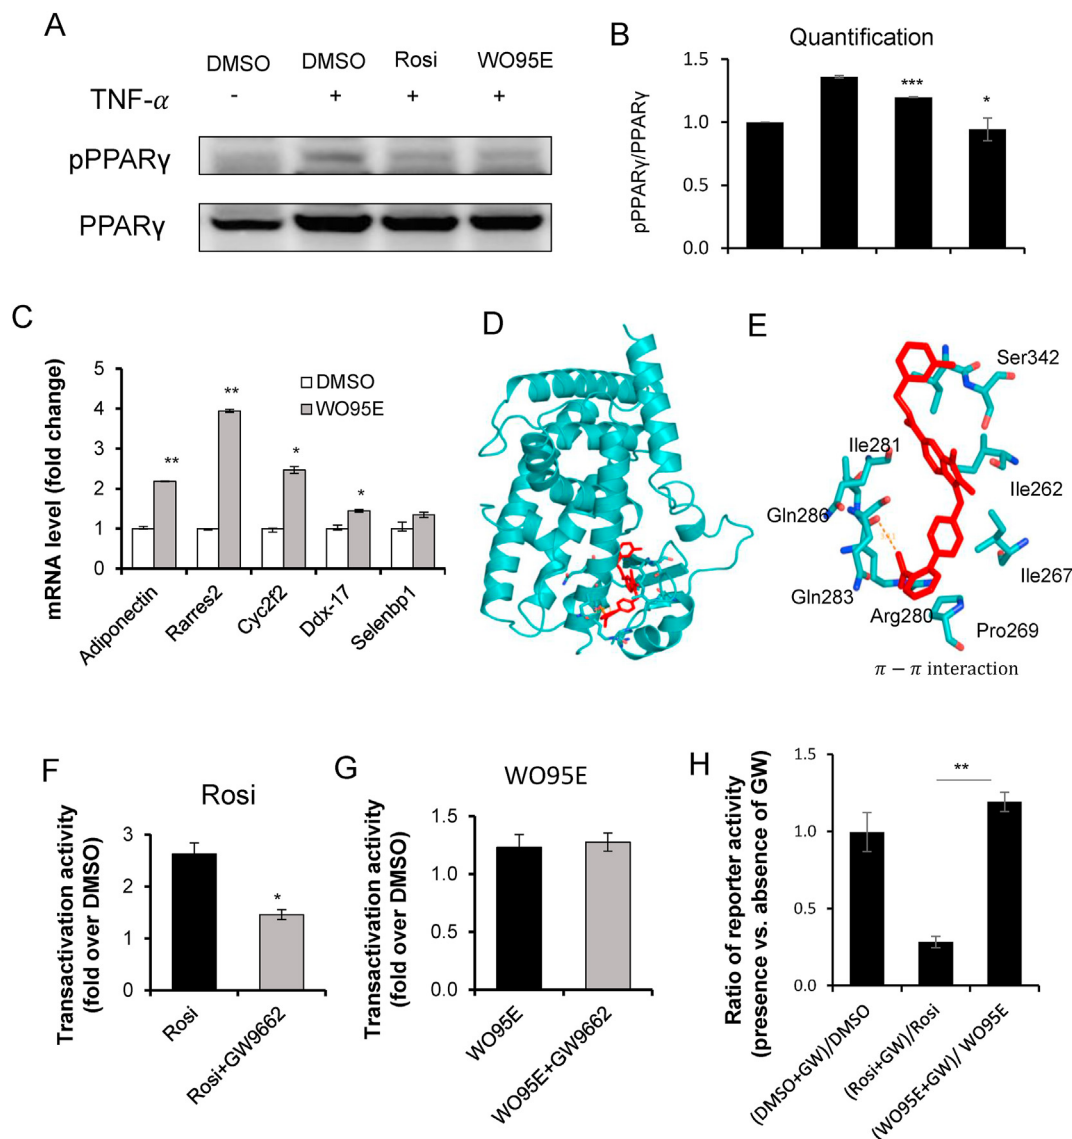 A
DMSO DMSO Rosi WO95E
TNF-α - + + +
pPPARγ
PPARγ
B
Quantification
pPPARγ/PPARγ
1.5
1.0
1.5
0.0
***
*
C
mRNA level (fold change)
5
4
3
2
1
0
DMSO
WO95E
**
**
*
*
Adiponectin
Rarres2
Cyc2f2
Ddx-17
Selenbp1
D
E
Ser342
Ile281
Ile262
Gln286
Ile267
Gln283
Arg280
Pro269
π − π interaction
F
Rosi
Transactivation activity
(fold over DMSO)
3
2
1
0
*
Rosi
Rosi+GW9662
G
WO95E
Transactivation activity
(fold over DMSO)
1.5
1.0
0.5
0.0
WO95E
WO95E+GW9662
H
Ratio of reporter activity
(presence vs. absence of GW)
1.5
1.0
0.5
0.0
**
(DMSO+GW)/DMSO
(Rosi+GW)/Rosi
(WO95E+GW)/ WO95E